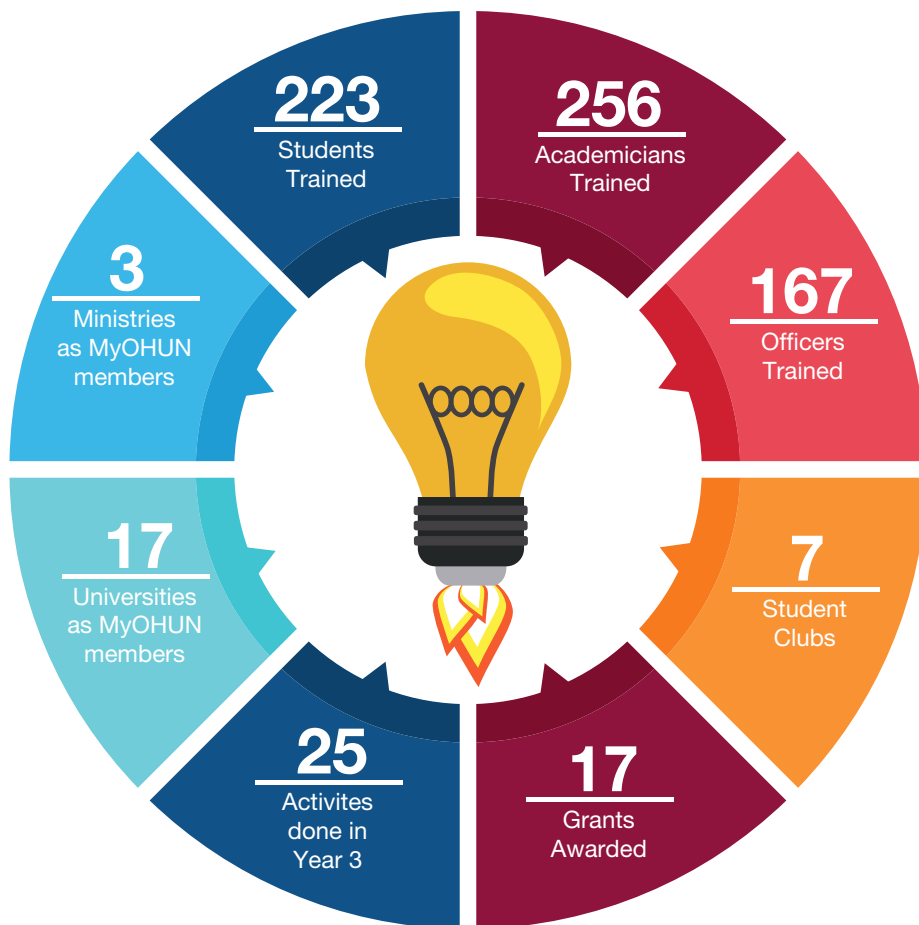 223
Students
Trained
256
Academicians
Trained
167
Officers
Trained
7
Student
Clubs
17
Grants
Awarded
25
Activites
done in
Year 3
17
Universities
as MyOHUN
members
3
Ministries
as MyOHUN
members